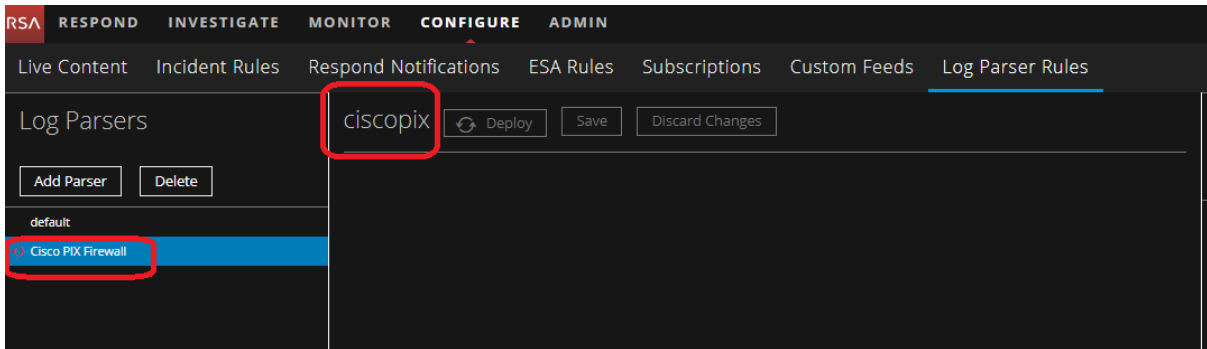 RSA RESPOND INVESTIGATE MONITOR CONFIGURE ADMIN
Live Content Incident Rules Respond Notifications ESA Rules Subscriptions Custom Feeds Log Parser Rules
Log Parsers
ciscopix Deploy Save Discard Changes
Add Parser Delete
default
Cisco PIX Firewall